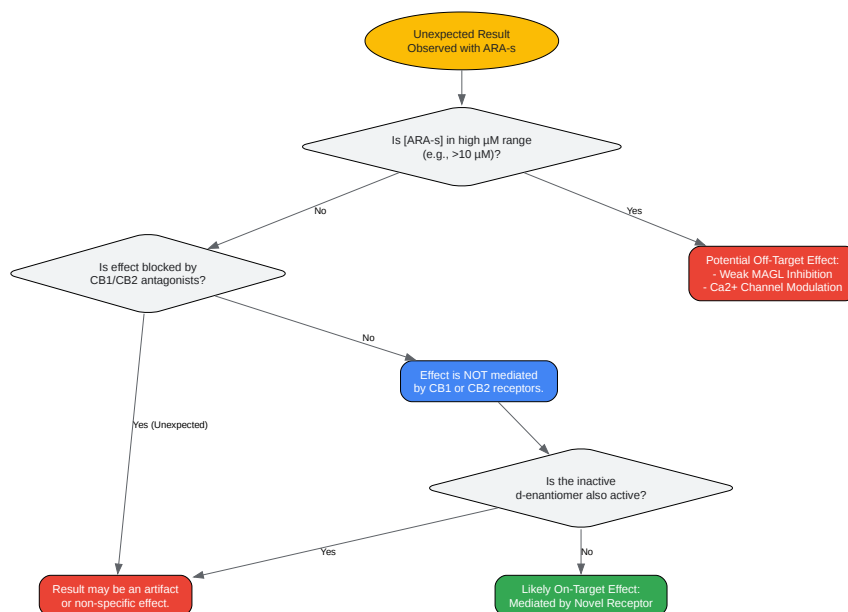 Unexpected Result
Observed with ARA-s
Is [ARA-s] in high µM range
(e.g., >10 µM)?
No
Yes
Is effect blocked by
CB1/CB2 antagonists?
Potential Off-Target Effect:
- Weak MAGL Inhibition
- Ca2+ Channel Modulation
No
Effect is NOT mediated
by CB1 or CB2 receptors.
Yes (Unexpected)
Is the inactive
d-enantiomer also active?
Yes
No
Result may be an artifact
or non-specific effect.
Likely On-Target Effect:
Mediated by Novel Receptor